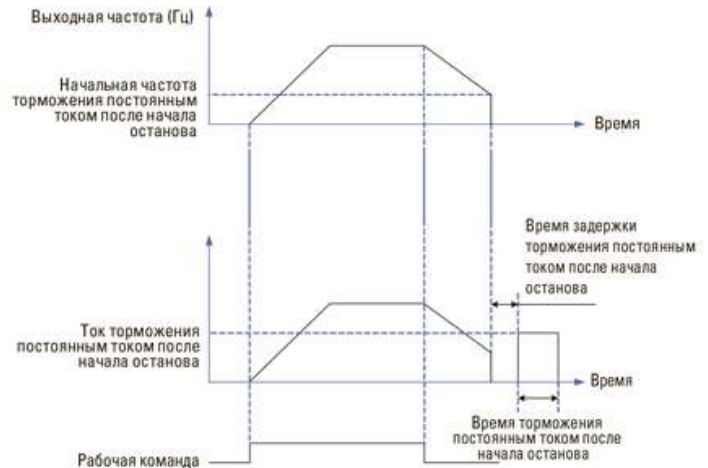 Выходная частота (Гц)
Начальная частота
торможения постоянным
током после начала
останова
Время
Время задержки
торможения постоянным
током после начала
останова
Ток торможения
постоянным током после
начала останова
Время
Время торможения
постоянным током после
начала останова
Рабочая команда